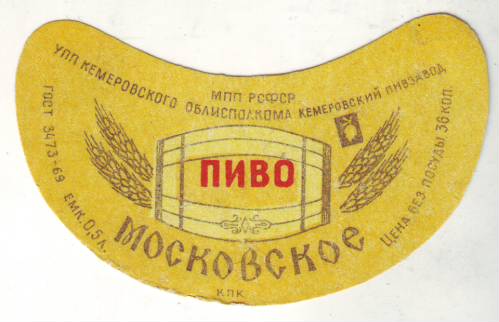 МПП РСФСР
УПП КЕМЕРОВСКОГО ОБЛИСПОЛКОМА КЕМЕРОВСКИЙ ПИВЗАВОД
ГОСТ 3473-69 ЕМК. 0,5 Л.
ПИВО
МОСКОВСКОЕ
ЦЕНА БЕЗ ПОСУДЫ 36 КОП.
КПК